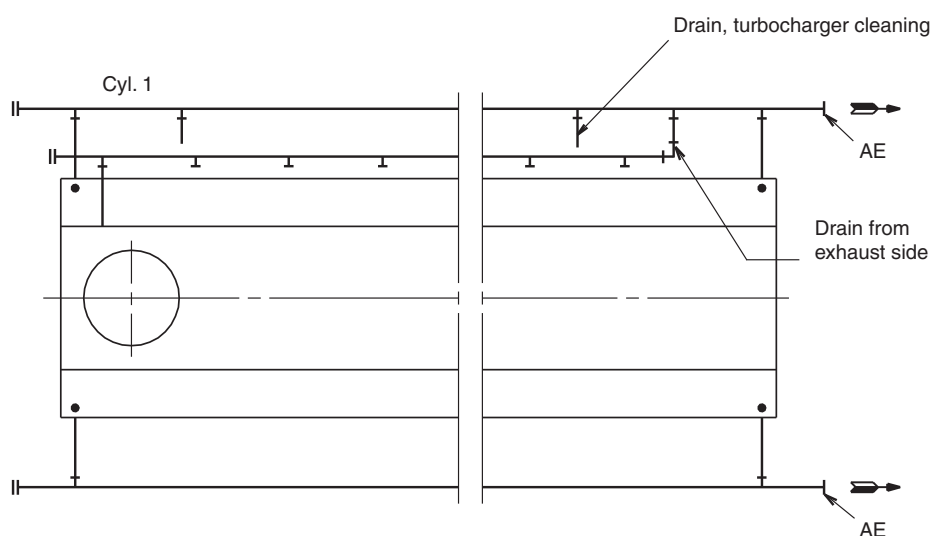 Drain, turbocharger cleaning
Cyl. 1
AE
Drain from
exhaust side
AE